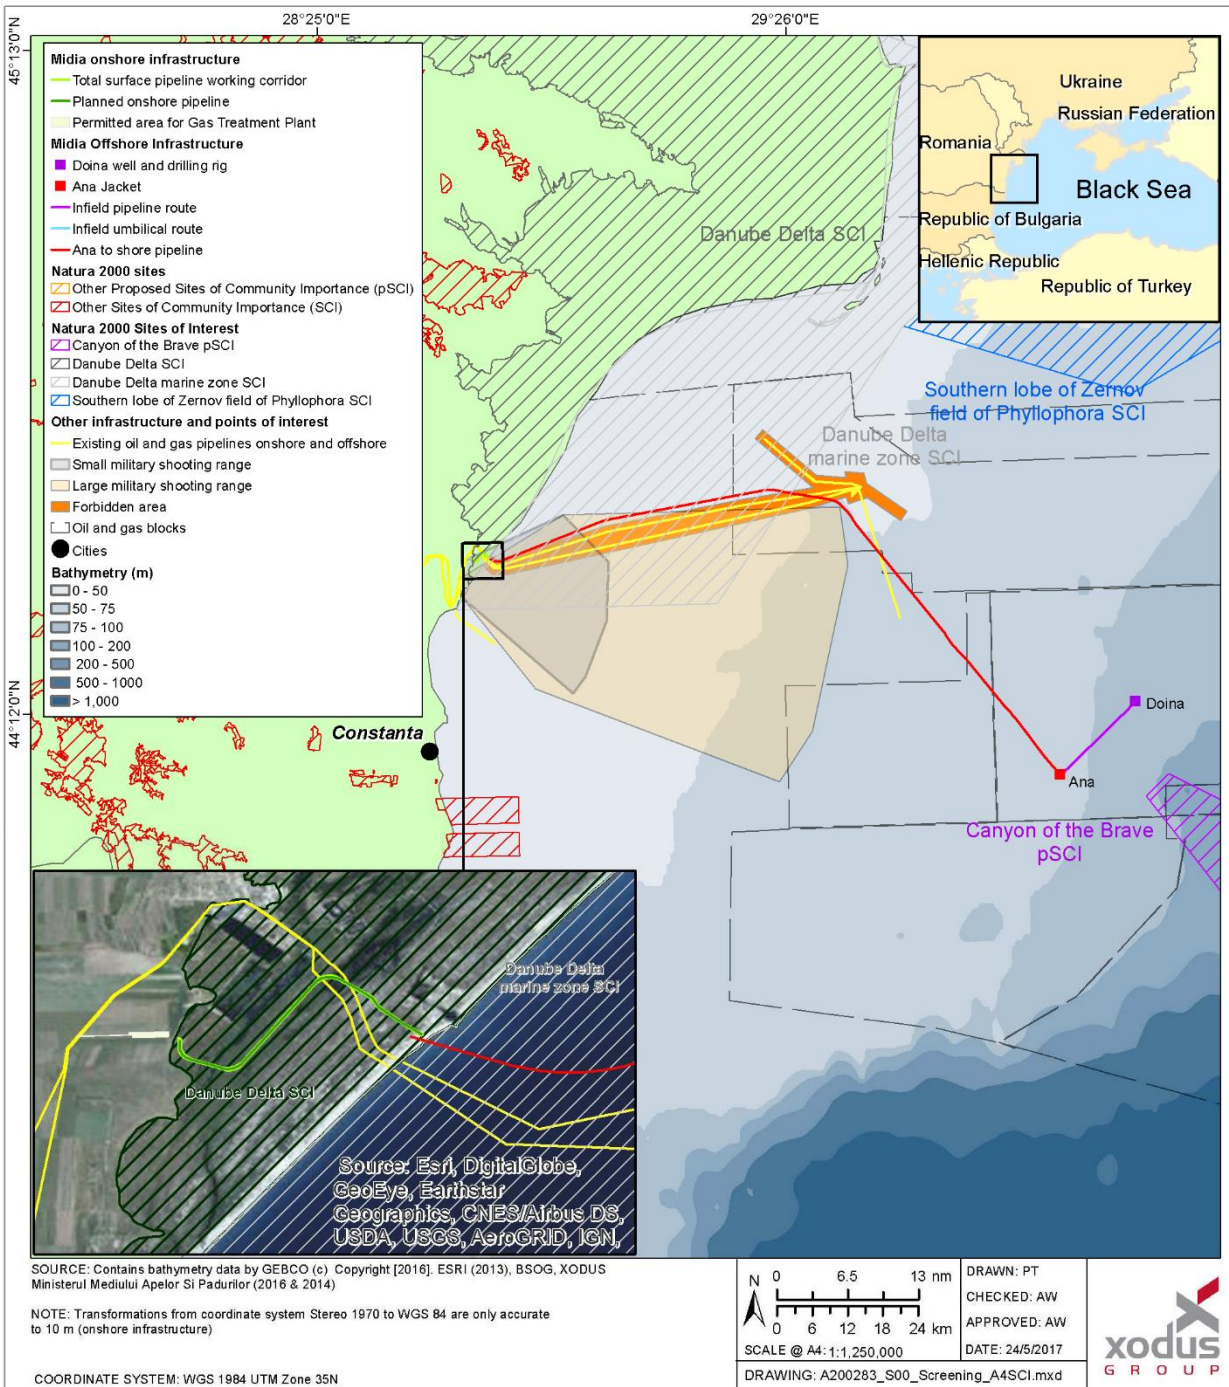 28°25'0"E
29°26'0"E
45°13'0"N
44°12'0"N
Midia onshore infrastructure
Total surface pipeline working corridor
Planned onshore pipeline
Permitted area for Gas Treatment Plant
Midia Offshore Infrastructure
Doina well and drilling rig
Ana Jacket
Infield pipeline route
Infield umbilical route
Ana to shore pipeline
Natura 2000 sites
Other Proposed Sites of Community Importance (pSCI)
Other Sites of Community Importance (SCI)
Natura 2000 Sites of Interest
Canyon of the Brave pSCI
Danube Delta SCI
Danube Delta marine zone SCI
Southern lobe of Zernov field of Phyllophora SCI
Other infrastructure and points of interest
Existing oil and gas pipelines onshore and offshore
Small military shooting range
Large military shooting range
Forbidden area
Oil and gas blocks
Cities
Bathymetry (m)
0 - 50
50 - 75
75 - 100
100 - 200
200 - 500
500 - 1000
> 1,000
Ukraine
Russian Federation
Romania
Black Sea
Republic of Bulgaria
Hellenic Republic
Republic of Turkey
Danube Delta SCI
Southern lobe of Zernov
field of Phyllophora SCI
Danube Delta
marine zone SCI
Doina
Ana
Constanta
Canyon of the Brave
pSCI
Danube Delta
marine zone SCI
Danube Delta SCI
Source: Esri, DigitalGlobe,
GeoEye, Earthstar
Geographics, CNES/Airbus DS,
USDA, USGS, AeroGRID, IGN,
SOURCE: Contains bathymetry data by GEBCO (c) Copyright [2016]. ESRI (2013), BSOG, XODUS
Ministerul Mediului Apelor Si Padurilor (2016 & 2014)
NOTE: Transformations from coordinate system Stereo 1970 to WGS 84 are only accurate
to 10 m (onshore infrastructure)
COORDINATE SYSTEM: WGS 1984 UTM Zone 35N
N
0 6.5 13 nm
0 6 12 18 24 km
SCALE @ A4: 1:1,250,000
DRAWN: PT
CHECKED: AW
APPROVED: AW
DATE: 24/5/2017
DRAWING: A200283_S00_Screening_A4SCI.mxd
xodus
GROUP